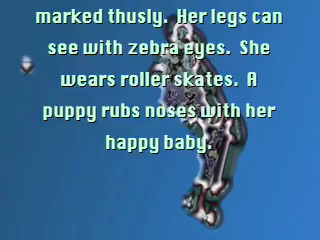 marked thusly.  Her legs can
see with zebra eyes.  She
wears roller skates.  A
puppy rubs noses with her
happy baby.